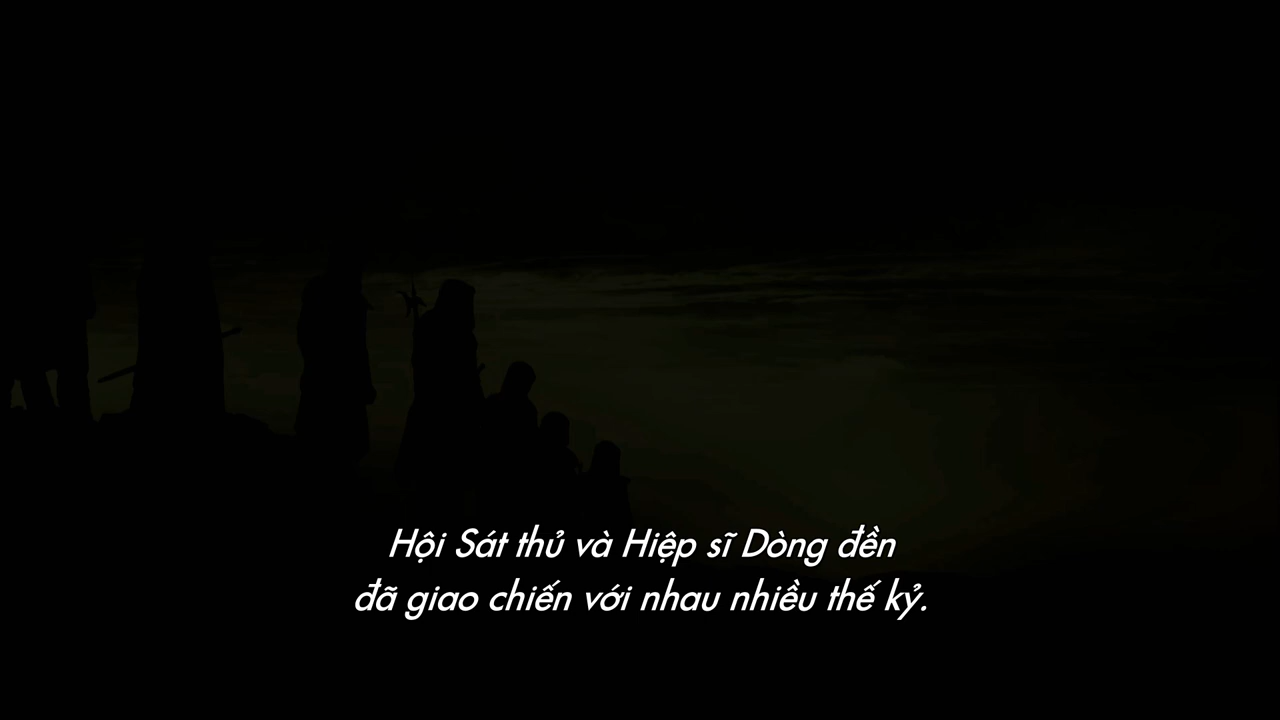 Hội Sát thủ và Hiệp sĩ Dòng đền
đã giao chiến với nhau nhiều thế kỷ.